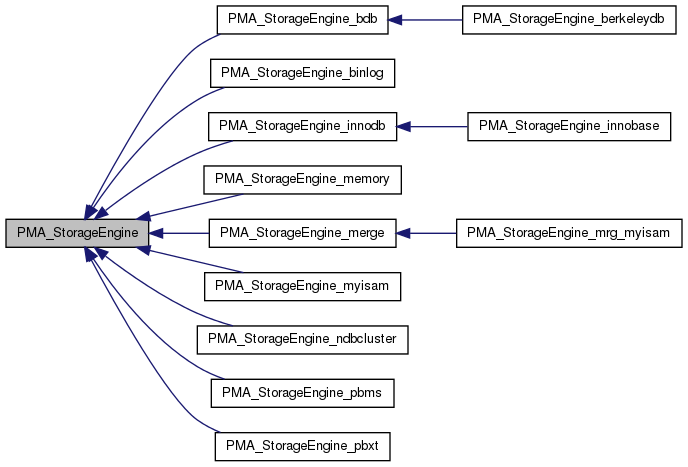 PMA_StorageEngine_bdb
PMA_StorageEngine_berkeleydb
PMA_StorageEngine_binlog
PMA_StorageEngine_innodb
PMA_StorageEngine_innobase
PMA_StorageEngine_memory
PMA_StorageEngine
PMA_StorageEngine_merge
PMA_StorageEngine_mrg_myisam
PMA_StorageEngine_myisam
PMA_StorageEngine_ndbcluster
PMA_StorageEngine_pbms
PMA_StorageEngine_pbxt